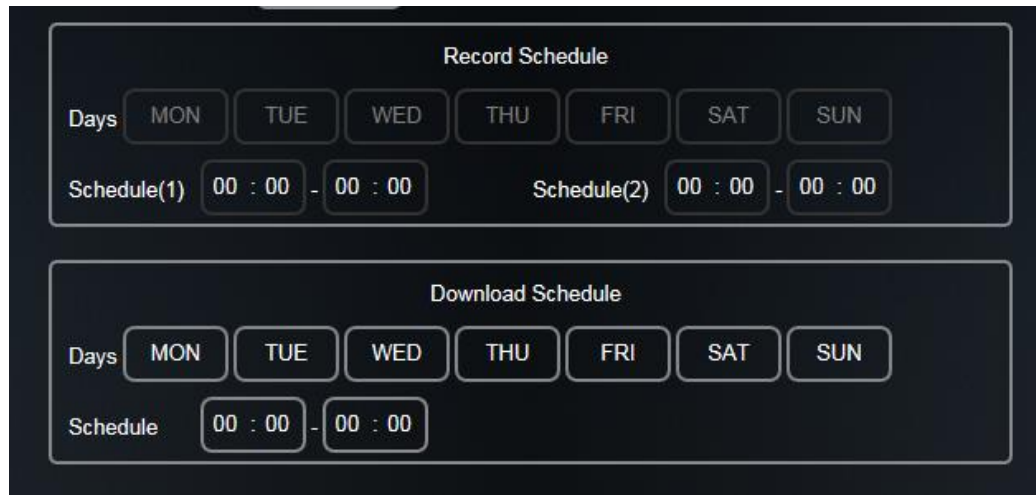 Record Schedule
Days MON TUE WED THU FRI SAT SUN
Schedule(1) 00 : 00 - 00 : 00 Schedule(2) 00 : 00 - 00 : 00
Download Schedule
Days MON TUE WED THU FRI SAT SUN
Schedule 00 : 00 - 00 : 00